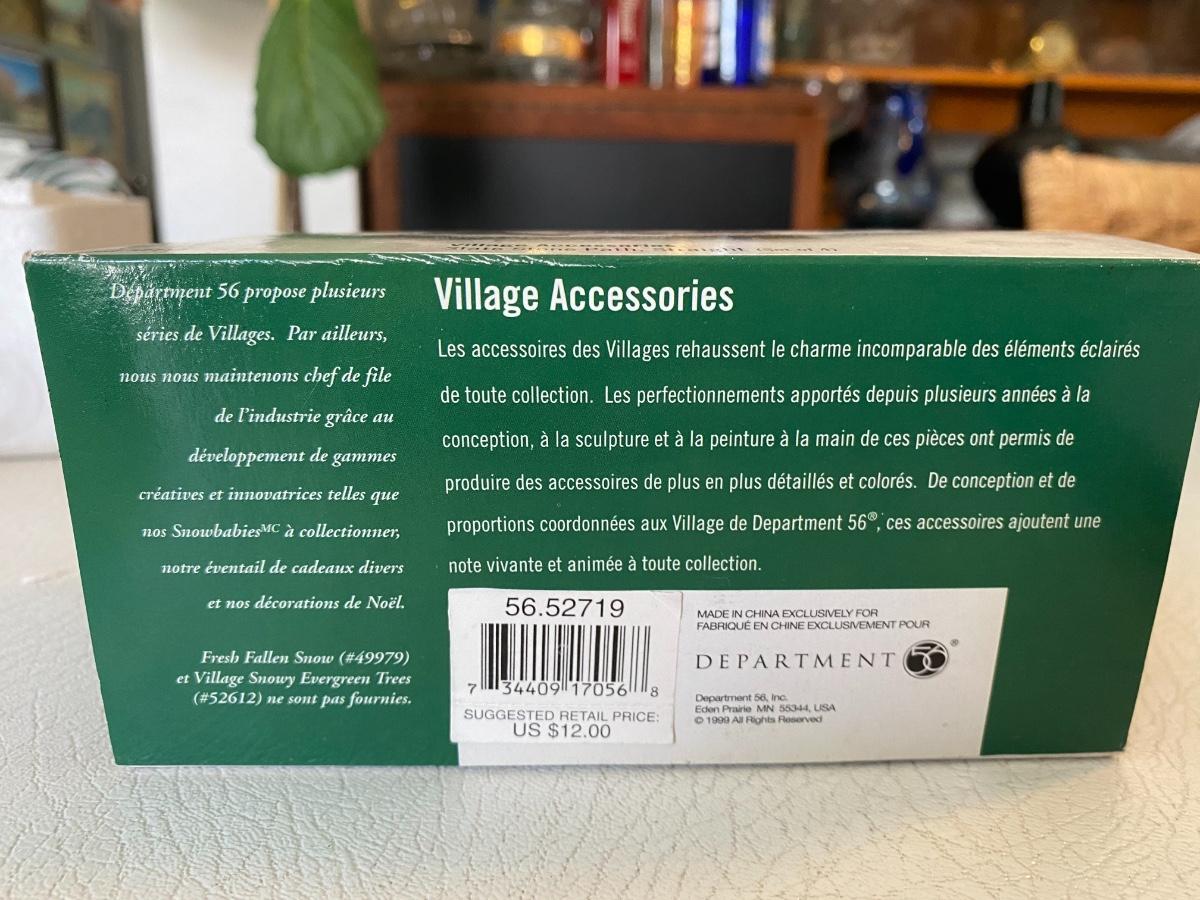 Village Accessories
Department 56 propose plusieurs
séries de Villages. Par ailleurs,
nous nous maintenons chef de file
de l'industrie grâce au
développement de gammes
créatives et innovatrices telles que
nos Snowbabies MC à collectionner,
notre éventail de cadeaux divers
et nos décorations de Noël.
Fresh Fallen Snow (#49979)
et Village Snowy Evergreen Trees
(#52612) ne sont pas fournies.
Village Accessories
Les accessoires des Villages rehaussent le charme incomparable des éléments éclairés
de toute collection. Les perfectionnements apportés depuis plusieurs années à la
conception, à la sculpture et à la peinture à la main de ces pièces ont permis de
produire des accessoires de plus en plus détaillés et colorés. De conception et de
proportions coordonnées aux Village de Department 56®, ces accessoires ajoutent une
note vivante et animée à toute collection.
56.52719
7 34409 17056 8
SUGGESTED RETAIL PRICE:
US $12.00
MADE IN CHINA EXCLUSIVELY FOR
FABRIQUÉ EN CHINE EXCLUSIVEMENT POUR
DEPARTMENT 56®
Department 56, Inc.
Eden Prairie MN 55344, USA
© 1999 All Rights Reserved